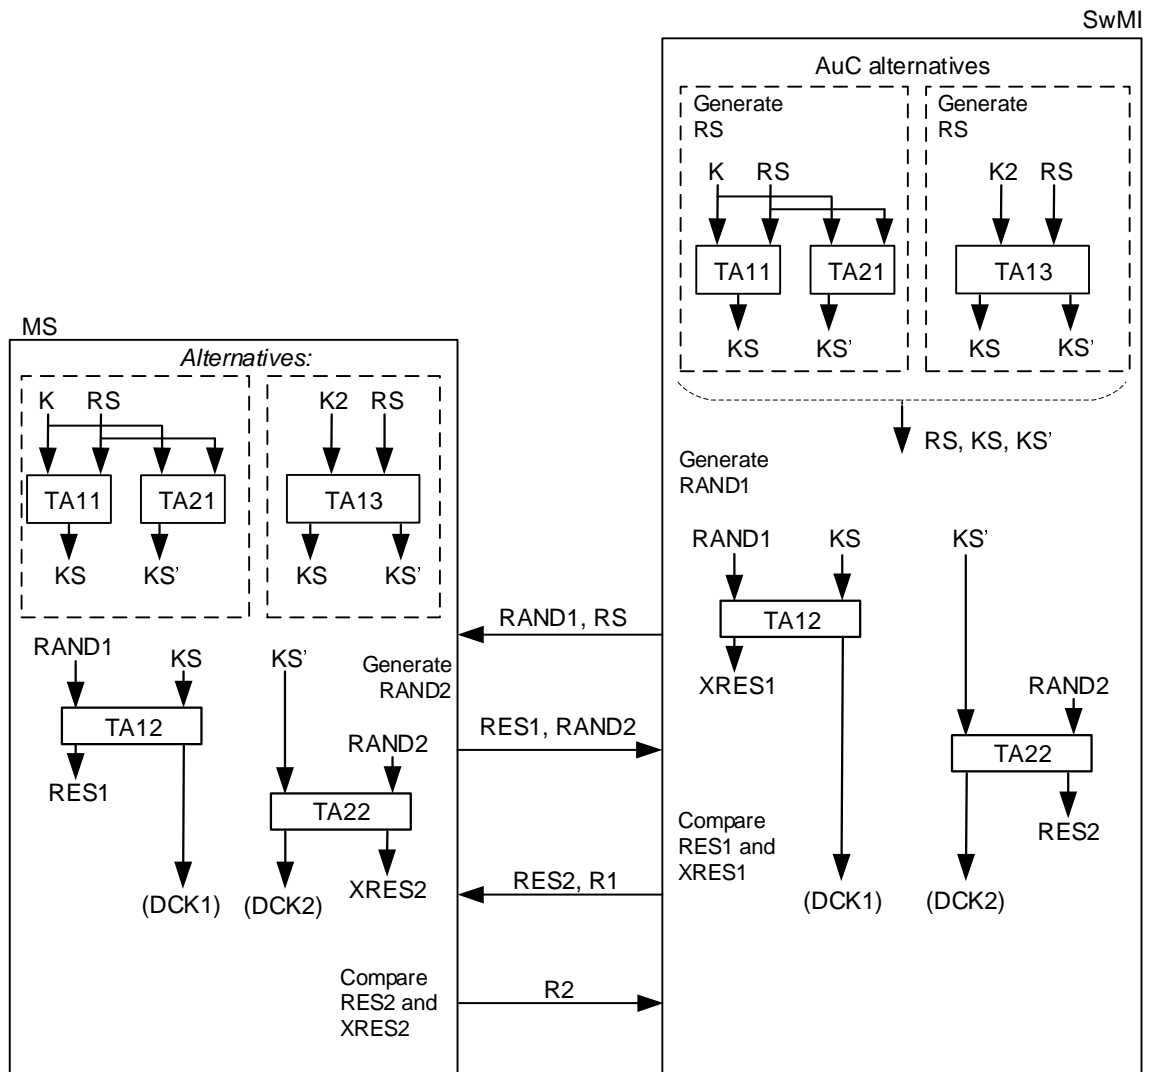 SwMI
AuC alternatives
Generate
RS
Generate
RS
K RS
K2 RS
TA11 TA21
TA13
KS KS’
KS KS’
RS, KS, KS’
Generate
RAND1
RAND1 KS KS’
TA12
XRES1
RAND2
TA22
RES2
Compare
RES1 and
XRES1
(DCK1) (DCK2)
MS
Alternatives:
K RS
K2 RS
TA11 TA21
TA13
KS KS’
KS KS’
RAND1 KS KS’
Generate
RAND2
TA12
RES1
RAND2
TA22
XRES2
(DCK1) (DCK2)
Compare
RES2 and
XRES2
RAND1, RS
RES1, RAND2
RES2, R1
R2